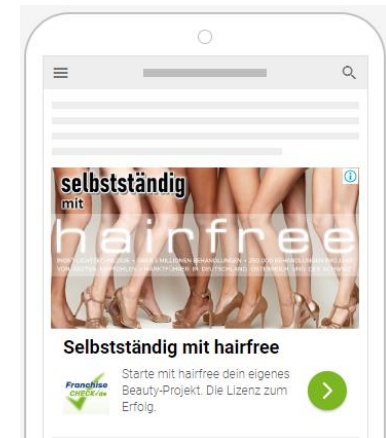 selbstständig
mit
hairfree
Selbstständig mit hairfree
Franchise
CHECK.de
Starte mit hairfree dein eigenes
Beauty-Projekt. Die Lizenz zum
Erfolg.